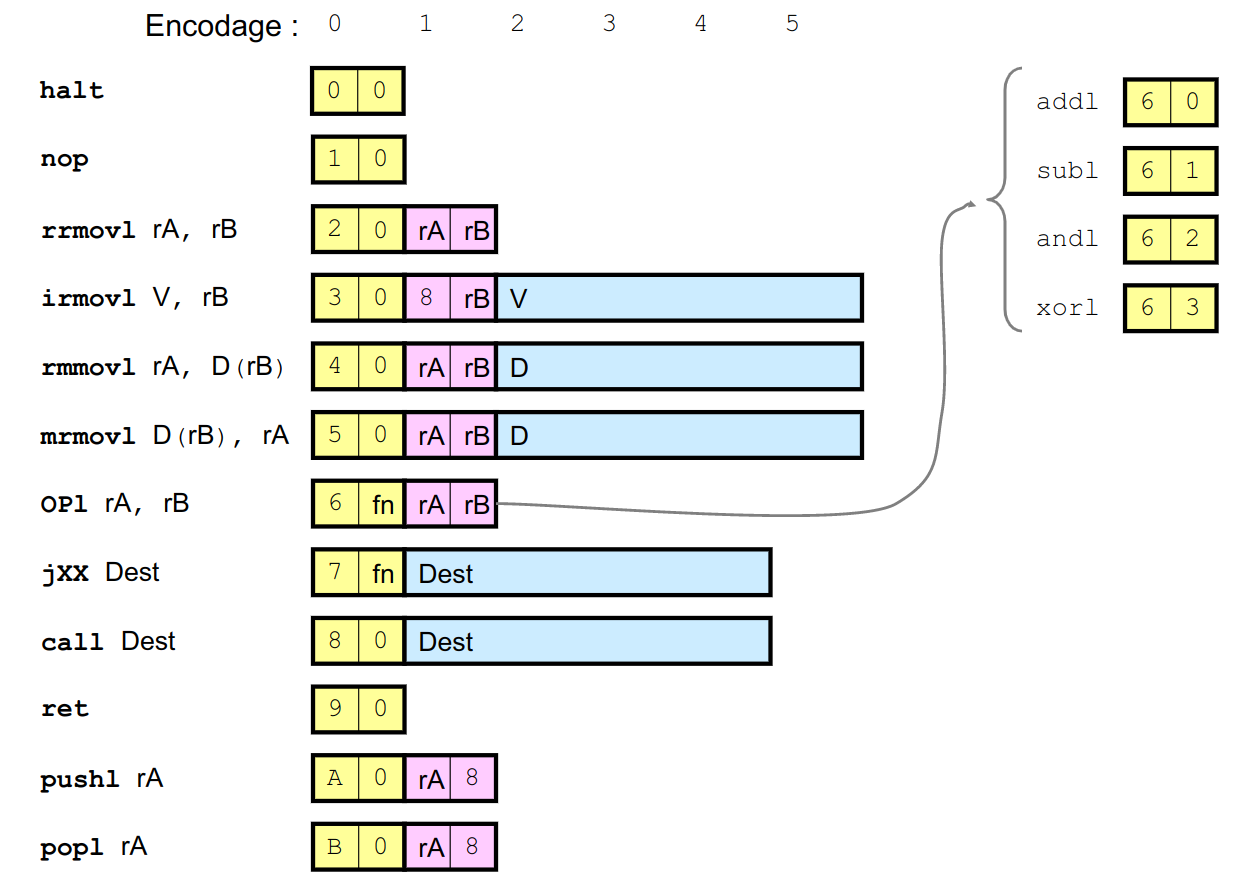 Encodage : 0 1 2 3 4 5
halt 0 0
nop 1 0
rrmovl rA, rB 2 0 rA rB
irmovl V, rB 3 0 8 rB V
rmmovl rA, D(rB) 4 0 rA rB D
mrmovl D(rB), rA 5 0 rA rB D
OPl rA, rB 6 fn rA rB
jXX Dest 7 fn Dest
call Dest 8 0 Dest
ret 9 0
pushl rA A 0 rA 8
popl rA B 0 rA 8
addl 6 0
subl 6 1
andl 6 2
xorl 6 3